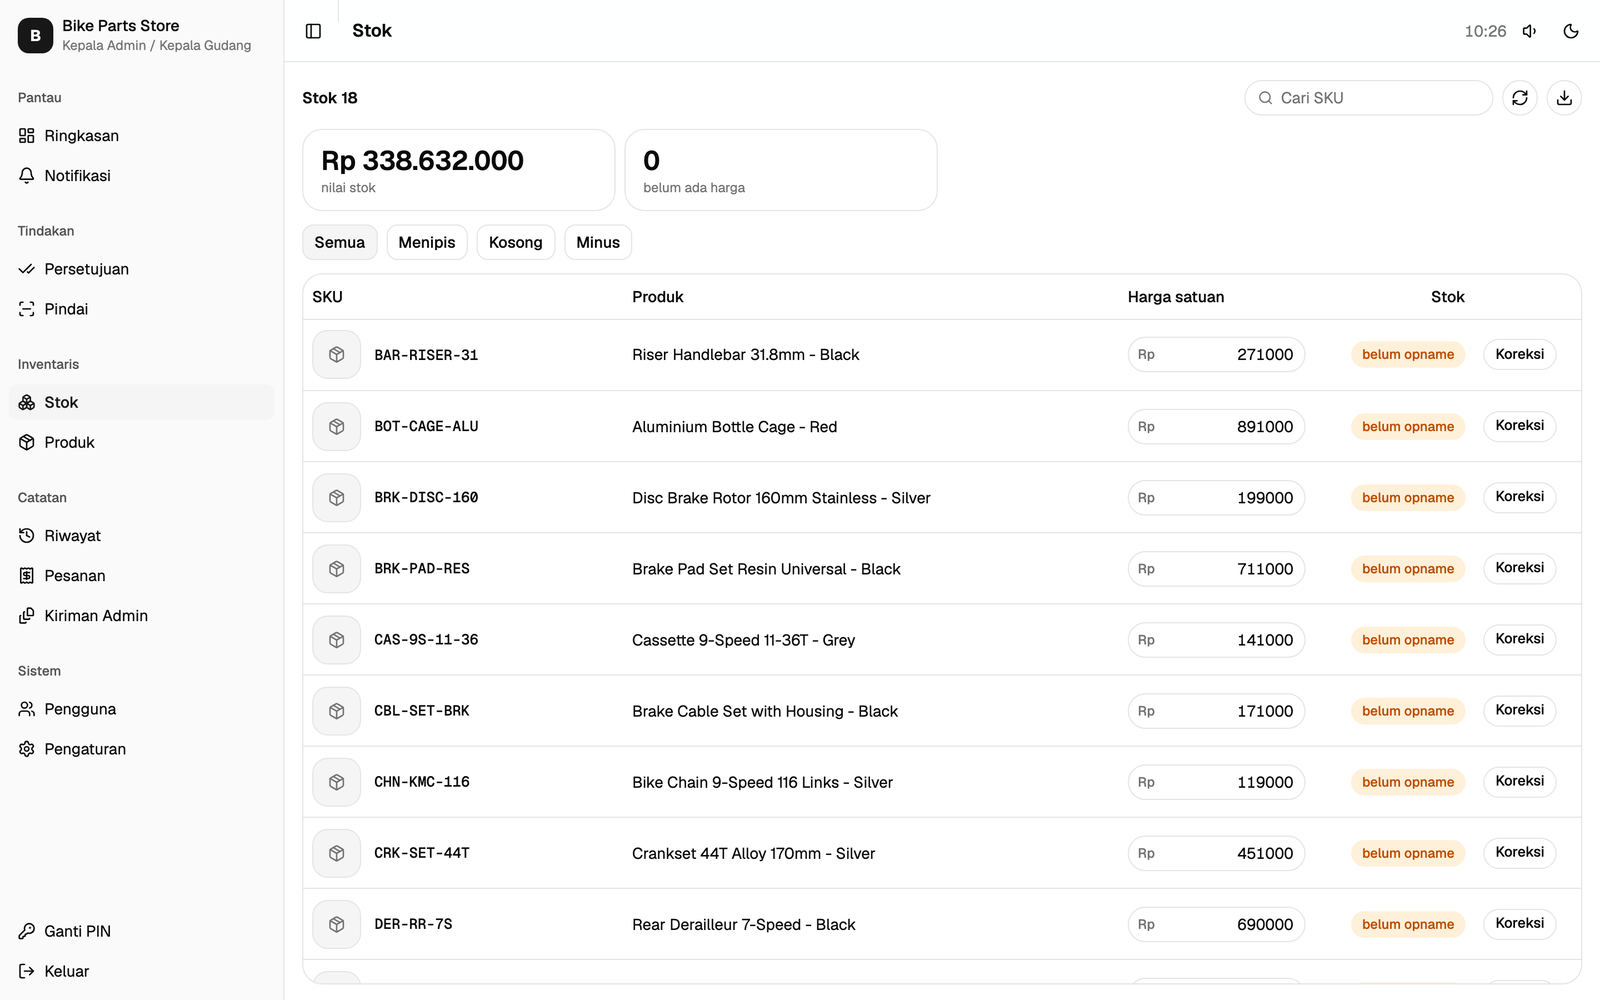 B
Bike Parts Store
Kepala Admin / Kepala Gudang
Pantau
Ringkasan
Notifikasi
Tindakan
Persetujuan
Pindai
Inventaris
Stok
Produk
Catatan
Riwayat
Pesanan
Kiriman Admin
Sistem
Pengguna
Pengaturan
Ganti PIN
Keluar
Stok
10:26
Stok 18
Cari SKU
Rp 338.632.000
nilai stok
0
belum ada harga
Semua Menipis Kosong Minus
SKU Produk Harga satuan Stok
BAR-RISER-31 Riser Handlebar 31.8mm - Black Rp 271000 belum opname Koreksi
BOT-CAGE-ALU Aluminium Bottle Cage - Red Rp 891000 belum opname Koreksi
BRK-DISC-160 Disc Brake Rotor 160mm Stainless - Silver Rp 199000 belum opname Koreksi
BRK-PAD-RES Brake Pad Set Resin Universal - Black Rp 711000 belum opname Koreksi
CAS-9S-11-36 Cassette 9-Speed 11-36T - Grey Rp 141000 belum opname Koreksi
CBL-SET-BRK Brake Cable Set with Housing - Black Rp 171000 belum opname Koreksi
CHN-KMC-116 Bike Chain 9-Speed 116 Links - Silver Rp 119000 belum opname Koreksi
CRK-SET-44T Crankset 44T Alloy 170mm - Silver Rp 451000 belum opname Koreksi
DER-RR-7S Rear Derailleur 7-Speed - Black Rp 690000 belum opname Koreksi